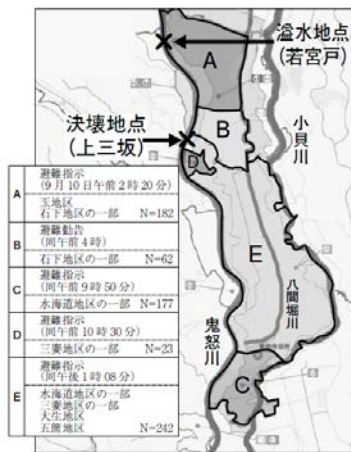 溢水地点
(若宮戸)
決壊地点
(上三坂)
A
B
D
E
C
小貝川
八間堀川
鬼怒川
A
避難指示
(9月10日午前2時20分)
玉地区
石下地区の一部 N=182
B
避難勧告
(同午前4時)
石下地区の一部 N=62
C
避難指示
(同午前9時50分)
水海道地区の一部 N=177
D
避難指示
(同午前10時30分)
三妻地区の一部 N=23
E
避難指示
(同午後1時08分)
水海道地区の一部
三妻地区の一部
大生地区
五箇地区 N=242